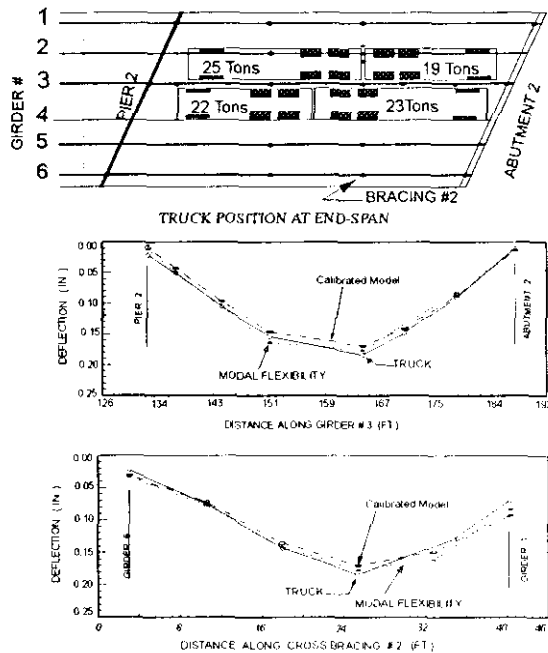 GIRDER #
1
2
3
4
5
6
PIER 2
25 Tons
19 Tons
22 Tons
23Tons
ABUTMENT 2
BRACING #2
TRUCK POSITION AT END-SPAN
DEFLECTION (IN)
0.00
0.05
0.10
0.15
0.20
0.25
PIER 2
Calibrated Model
MODAL FLEXIBILITY
TRUCK
ABUTMENT 2
126 134 143 151 159 167 175 184 192
DISTANCE ALONG GIRDER #3 (FT)
DEFLECTION (IN)
0.00
0.05
0.10
0.15
0.20
0.25
GIRDER 6
Calibrated Model
TRUCK
MODAL FLEXIBILITY
GIRDER 1
0 16 24 32 40
DISTANCE ALONG CROSS BRACING #2 (FT)